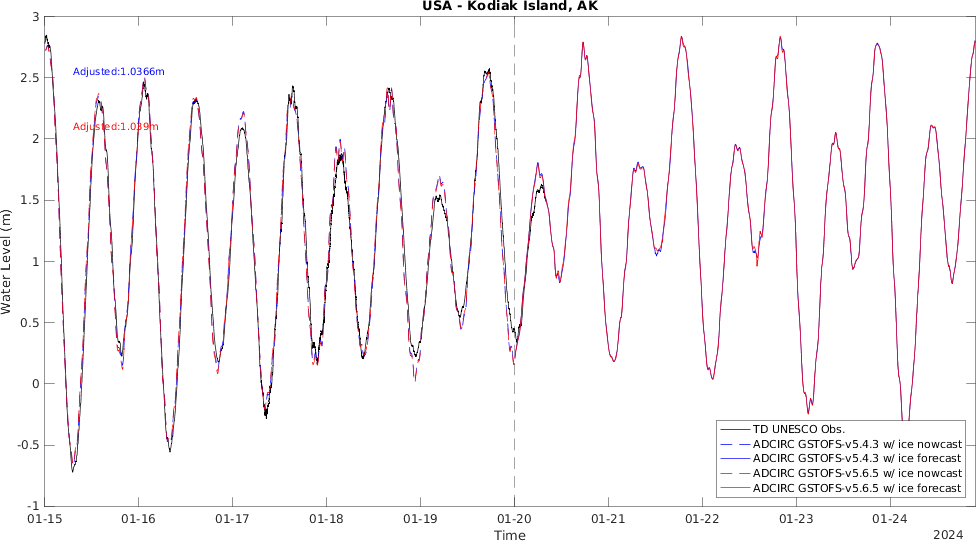 USA - Kodiak Island, AK
3
2.5
2
1.5
1
0.5
0
-0.5
-1
Water Level (m)
Adjusted:1.0366m
Adjusted:1.039m
TD UNESCO Obs.
ADCIRC GSTOFS-v5.4.3 w/ ice nowcast
ADCIRC GSTOFS-v5.4.3 w/ ice forecast
ADCIRC GSTOFS-v5.6.5 w/ ice nowcast
ADCIRC GSTOFS-v5.6.5 w/ ice forecast
01-15 01-16 01-17 01-18 01-19 01-20 01-21 01-22 01-23 01-24
Time
2024